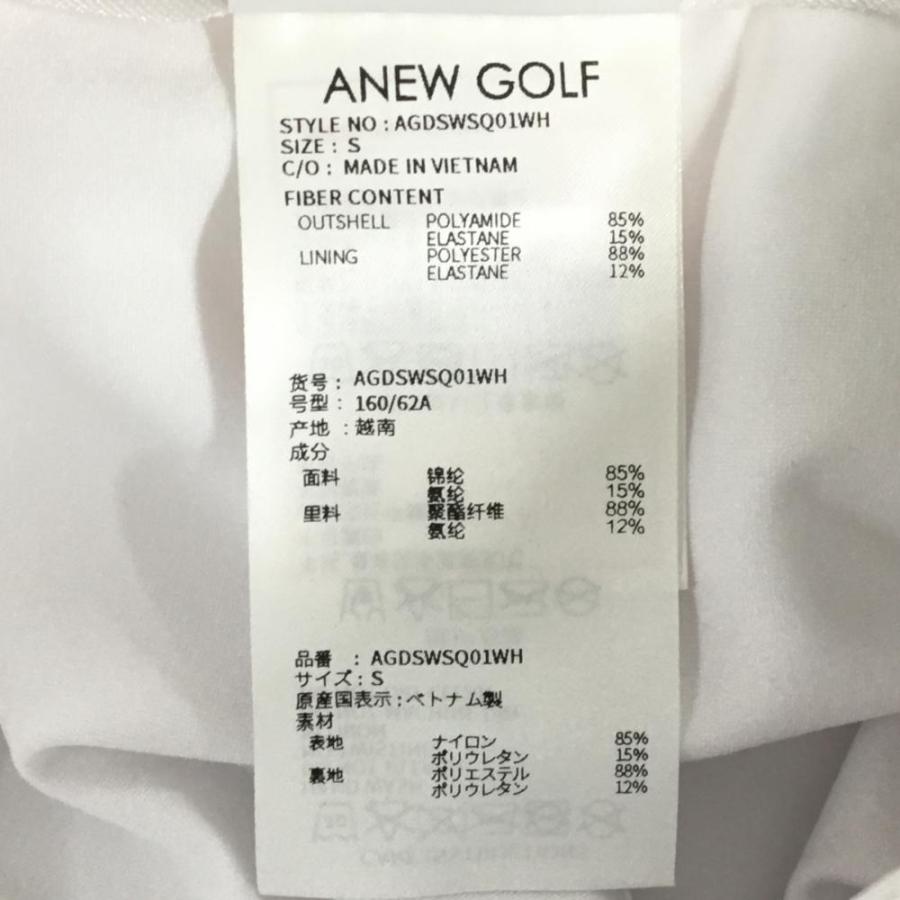 ANEW GOLF
STYLE NO : AGDSWSQ01WH
SIZE : S
C/O : MADE IN VIETNAM
FIBER CONTENT
OUTSHELL POLYAMIDE 85%
ELASTANE 15%
LINING POLYESTER 88%
ELASTANE 12%
货号 : AGDSWSQ01WH
号型 : 160/62A
产地 : 越南
成分
面料 锦纶 85%
氨纶 15%
里料 聚酯纤维 88%
氨纶 12%
品番 : AGDSWSQ01WH
サイズ : S
原産国表示 : ベトナム製
素材
表地 ナイロン 85%
ポリウレタン 15%
裏地 ポリエステル 88%
ポリウレタン 12%